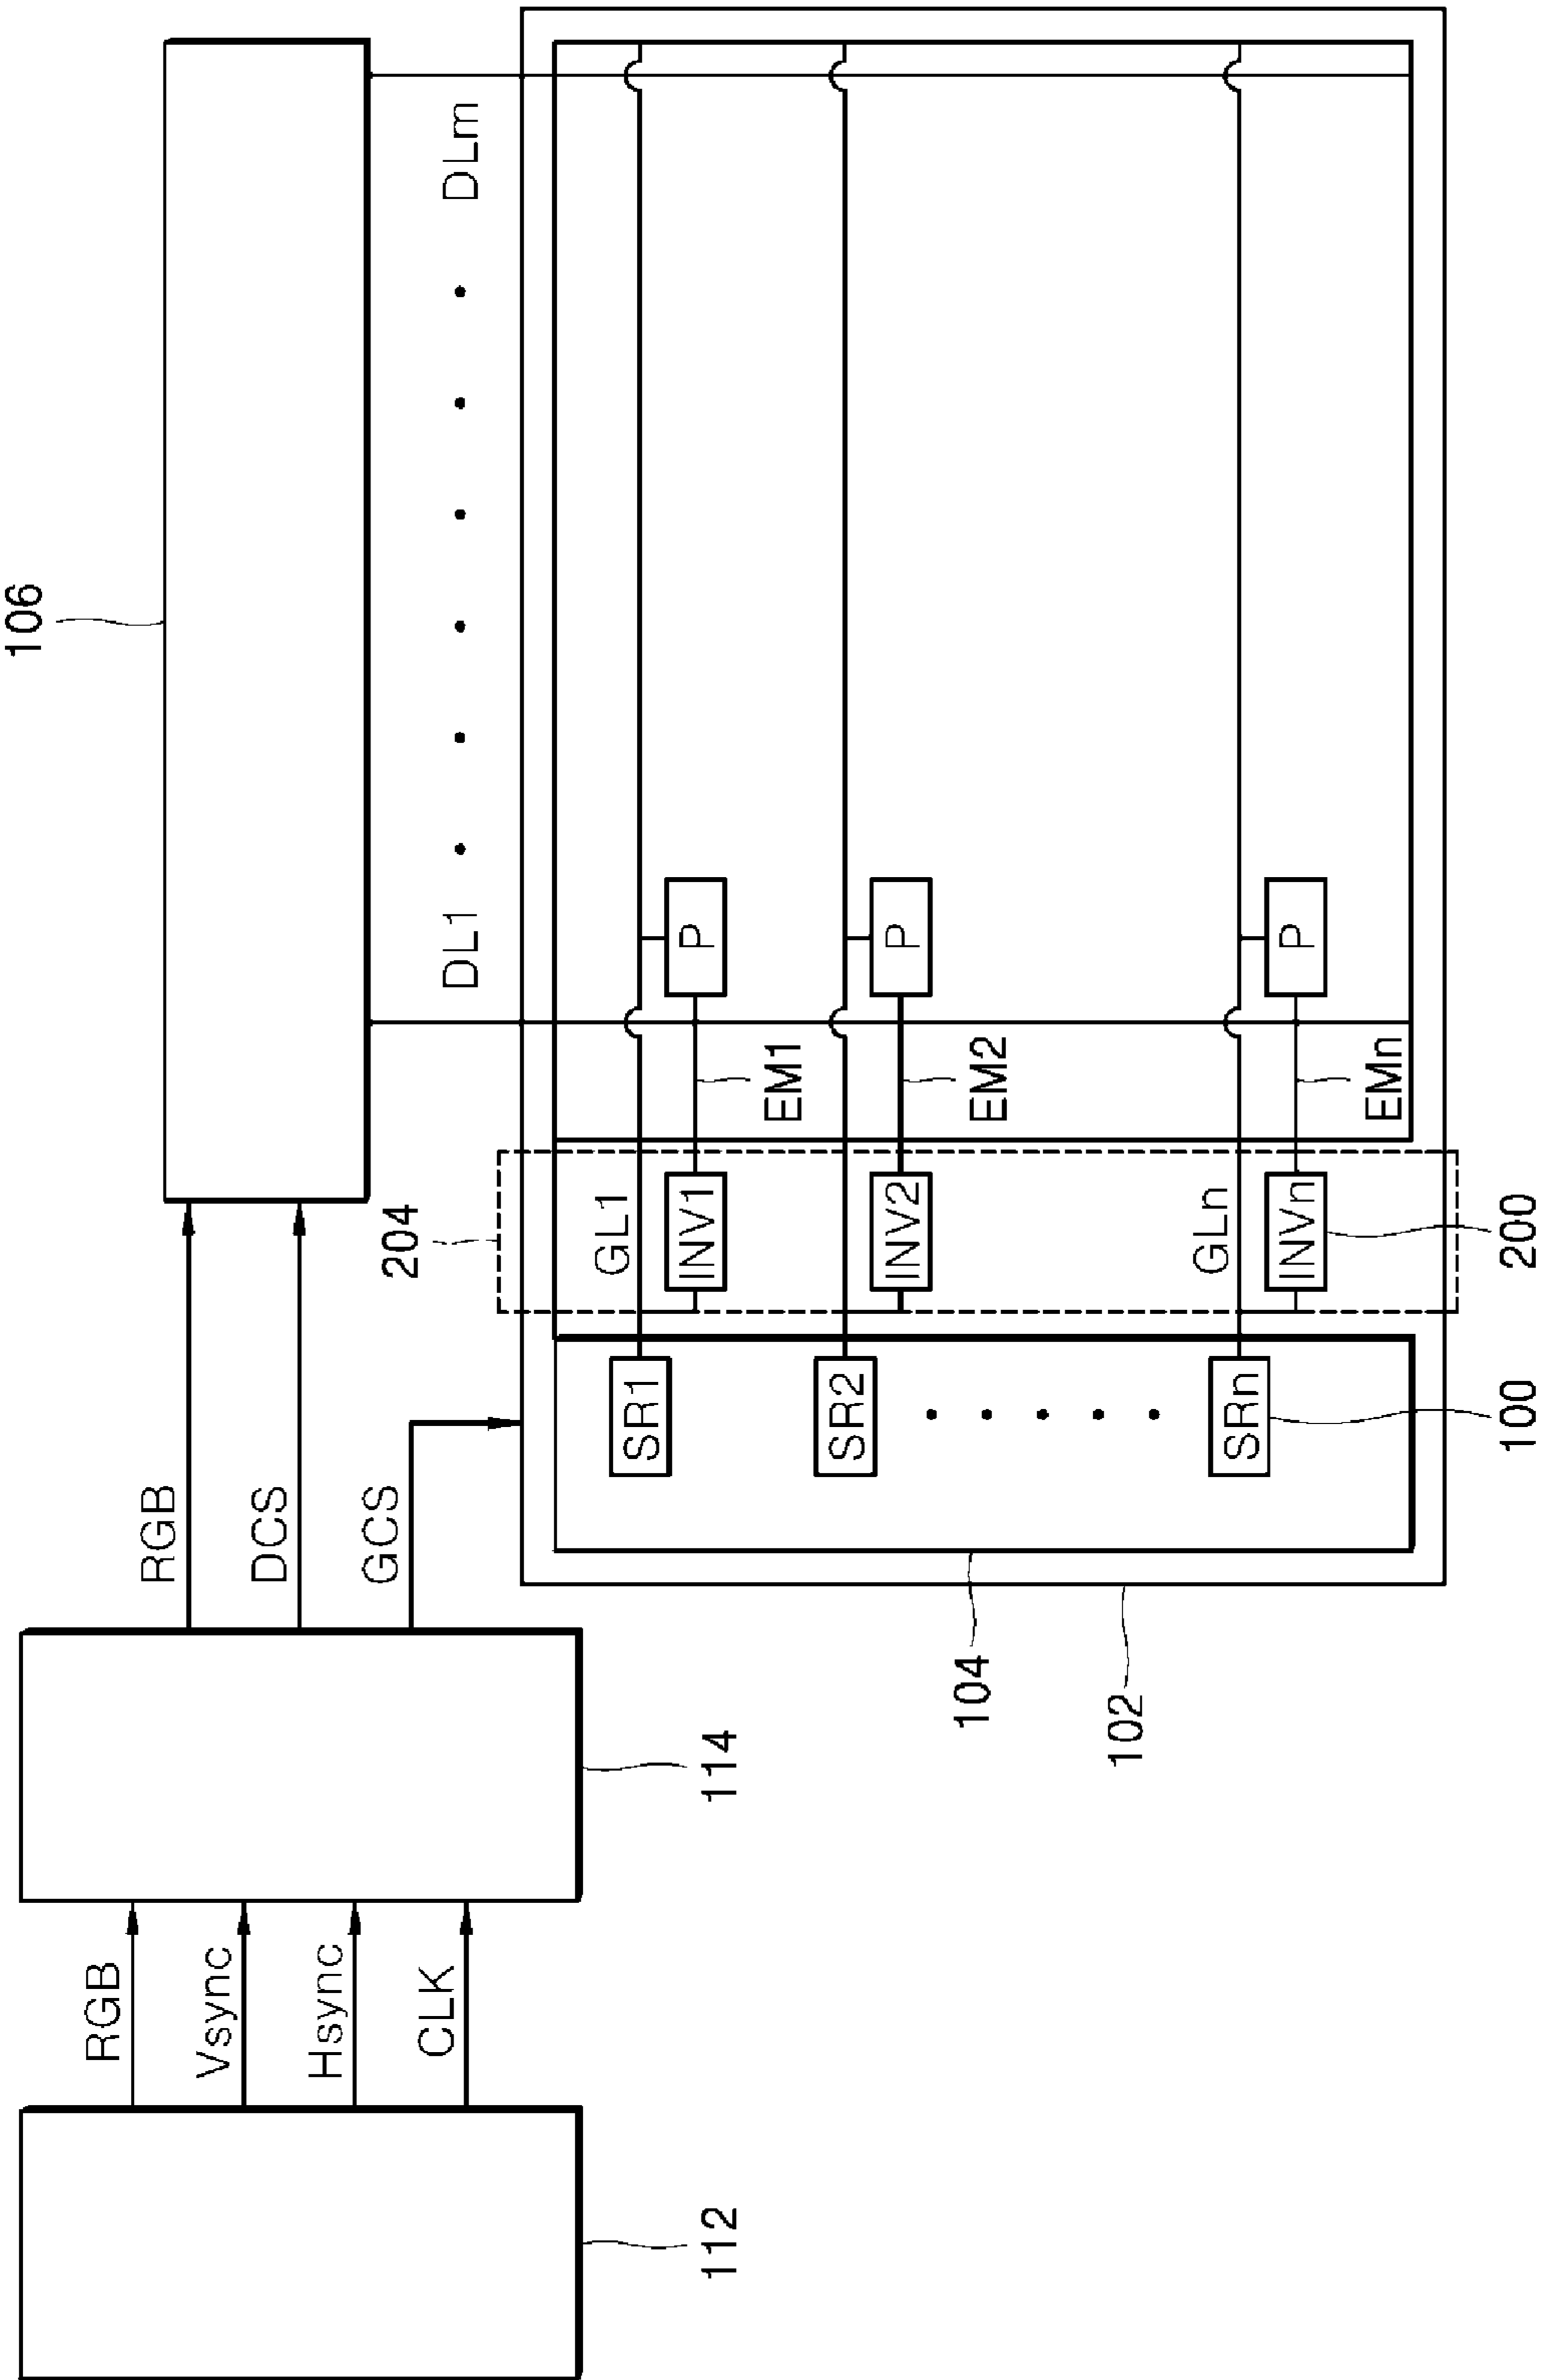 106
RGB
RGB
Vsync
DCS
Hsync
GCS
CLK
DL1
DLm
204
GL1
SR1
INV1
P
EM1
SR2
INV2
P
EM2
GLn
SRn
INVn
P
EMn
112
114
104
102
100
200